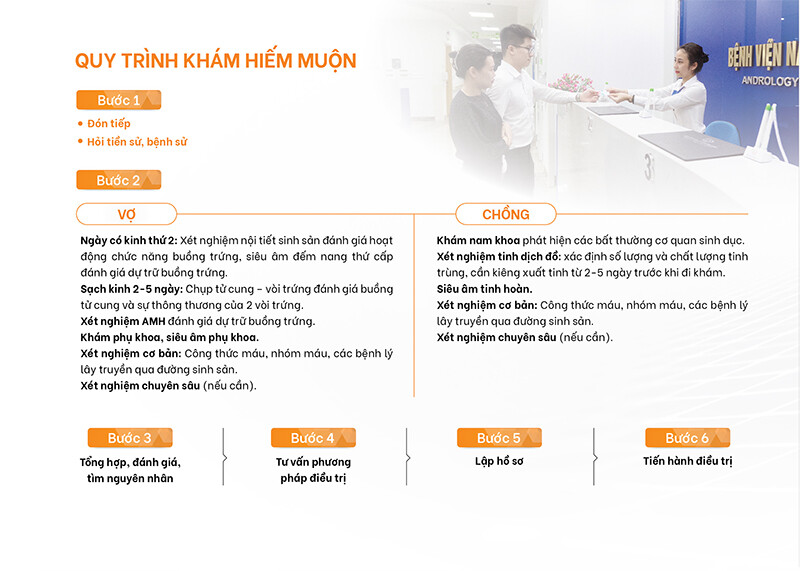 QUY TRÌNH KHÁM HIẾM MUỘN
BỆNH VIỆN NA
ANDROLOGY
3
Bước 1
• Đón tiếp
• Hỏi tiền sử, bệnh sử
Bước 2
VỢ
Ngày có kinh thứ 2: Xét nghiệm nội tiết sinh sản đánh giá hoạt
động chức năng buồng trứng, siêu âm đếm nang thứ cấp
đánh giá dự trữ buồng trứng.
Sạch kinh 2-5 ngày: Chụp tử cung – vòi trứng đánh giá buồng
tử cung và sự thông thương của 2 vòi trứng.
Xét nghiệm AMH đánh giá dự trữ buồng trứng.
Khám phụ khoa, siêu âm phụ khoa.
Xét nghiệm cơ bản: Công thức máu, nhóm máu, các bệnh lý
lây truyền qua đường sinh sản.
Xét nghiệm chuyên sâu (nếu cần).
CHỒNG
Khám nam khoa phát hiện các bất thường cơ quan sinh dục.
Xét nghiệm tinh dịch đồ: xác định số lượng và chất lượng tinh
trùng, cần kiêng xuất tinh từ 2-5 ngày trước khi đi khám.
Siêu âm tinh hoàn.
Xét nghiệm cơ bản: Công thức máu, nhóm máu, các bệnh lý
lây truyền qua đường sinh sản.
Xét nghiệm chuyên sâu (nếu cần).
Bước 3
Tổng hợp, đánh giá,
tìm nguyên nhân
Bước 4
Tư vấn phương
pháp điều trị
Bước 5
Lập hồ sơ
Bước 6
Tiến hành điều trị